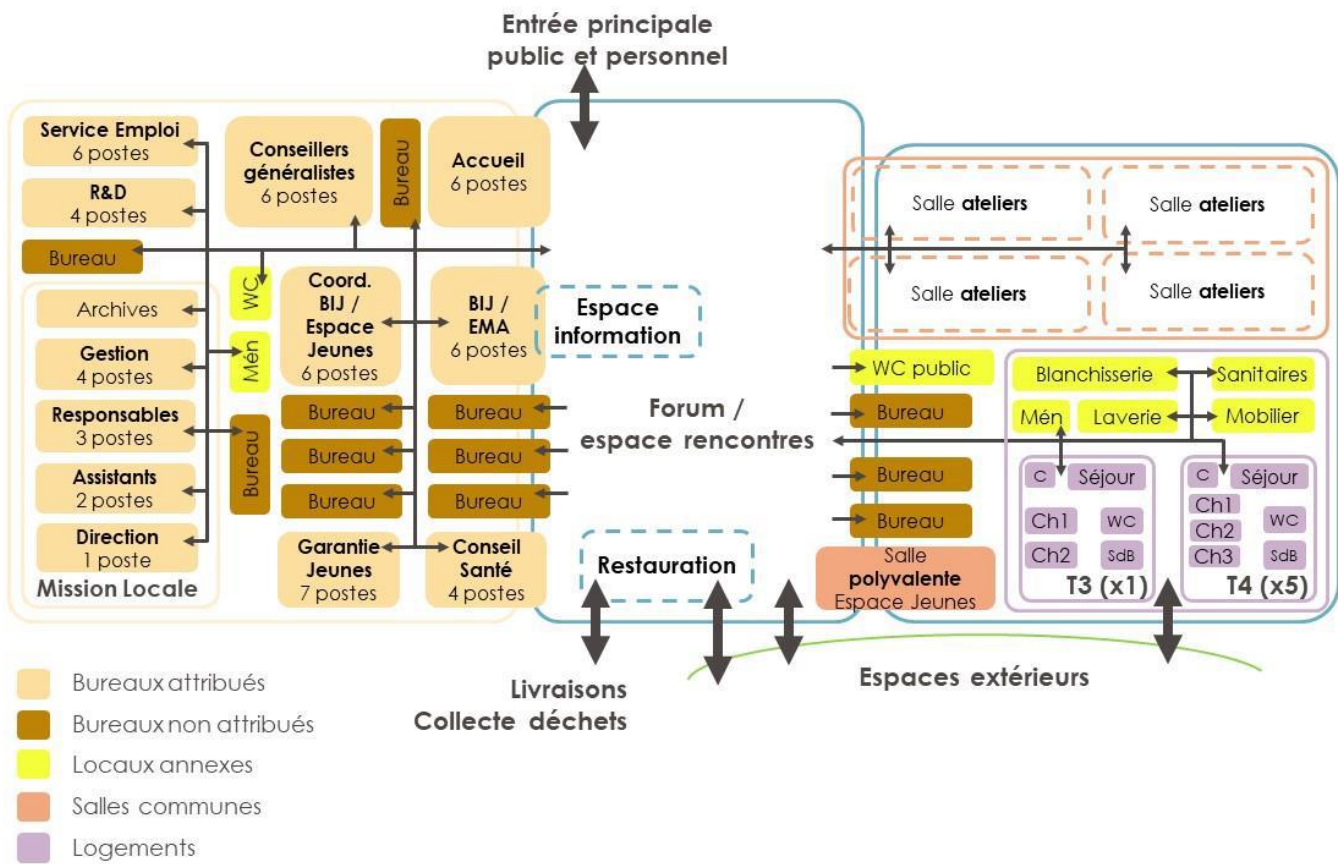 Entrée principale
public et personnel
Service Emploi
6 postes
R&D
4 postes
Bureau
Archives
Gestion
4 postes
Responsables
3 postes
Assistants
2 postes
Direction
1 poste
Mission Locale
Conseillers
généralistes
6 postes
Bureau
Accueil
6 postes
WC
Mén
Bureau
Coord.
BIJ /
Espace
Jeunes
6 postes
BIJ /
EMA
6 postes
Bureau
Bureau
Bureau
Bureau
Bureau
Bureau
Garantie
Jeunes
7 postes
Conseil
Santé
4 postes
Espace
information
Forum /
espace rencontres
Restauration
Salle ateliers
Salle ateliers
Salle ateliers
Salle ateliers
WC public
Bureau
Bureau
Bureau
Salle
polyvalente
Espace Jeunes
Blanchisserie
Sanitaires
Mén
Laverie
Mobilier
C
Séjour
Ch1
WC
Ch2
SdB
T3 (x1)
C
Séjour
Ch1
Ch2
WC
Ch3
SdB
T4 (x5)
Livraisons
Collecte déchets
Espaces extérieurs
Bureaux attribués
Bureaux non attribués
Locaux annexes
Salles communes
Logements